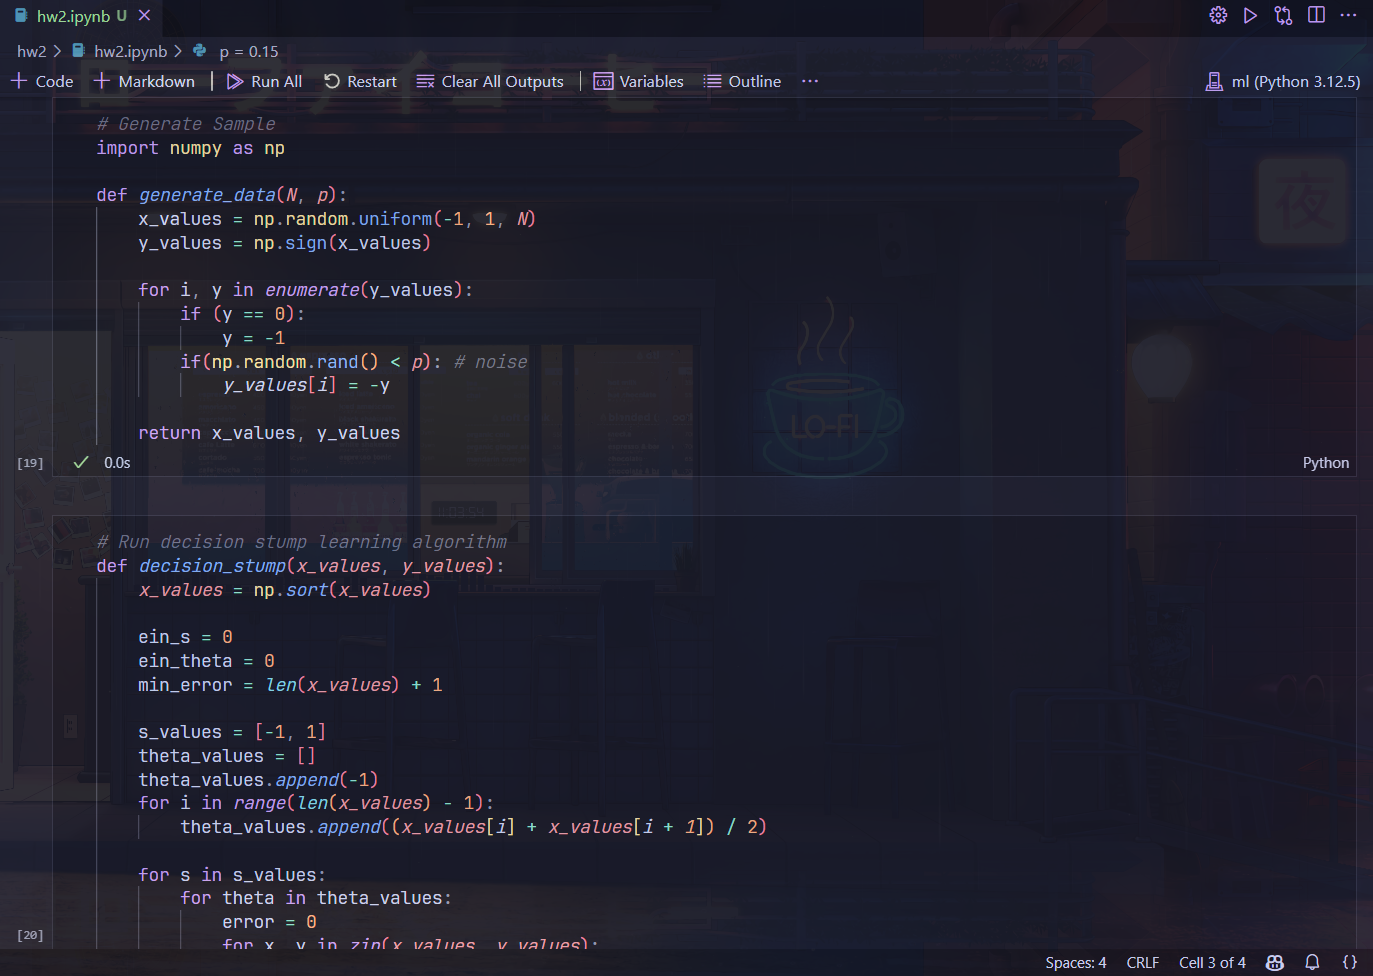 hw2.ipynb U
hw2 > hw2.ipynb > p = 0.15
+ Code + Markdown | Run All Restart Clear All Outputs | Variables Outline ...
ml (Python 3.12.5)
# Generate Sample
import numpy as np
def generate_data(N, p):
    x_values = np.random.uniform(-1, 1, N)
    y_values = np.sign(x_values)
    for i, y in enumerate(y_values):
        if (y == 0):
            y = -1
        if(np.random.rand() < p): # noise
            y_values[i] = -y
    return x_values, y_values
[19] 0.0s Python
# Run decision stump learning algorithm
def decision_stump(x_values, y_values):
    x_values = np.sort(x_values)
    ein_s = 0
    ein_theta = 0
    min_error = len(x_values) + 1
    s_values = [-1, 1]
    theta_values = []
    theta_values.append(-1)
    for i in range(len(x_values) - 1):
        theta_values.append((x_values[i] + x_values[i + 1]) / 2)
    for s in s_values:
        for theta in theta_values:
            error = 0
            for x, y in zip(x_values, y_values):
[20]
夜
LO-FI
Spaces: 4 CRLF Cell 3 of 4 {}